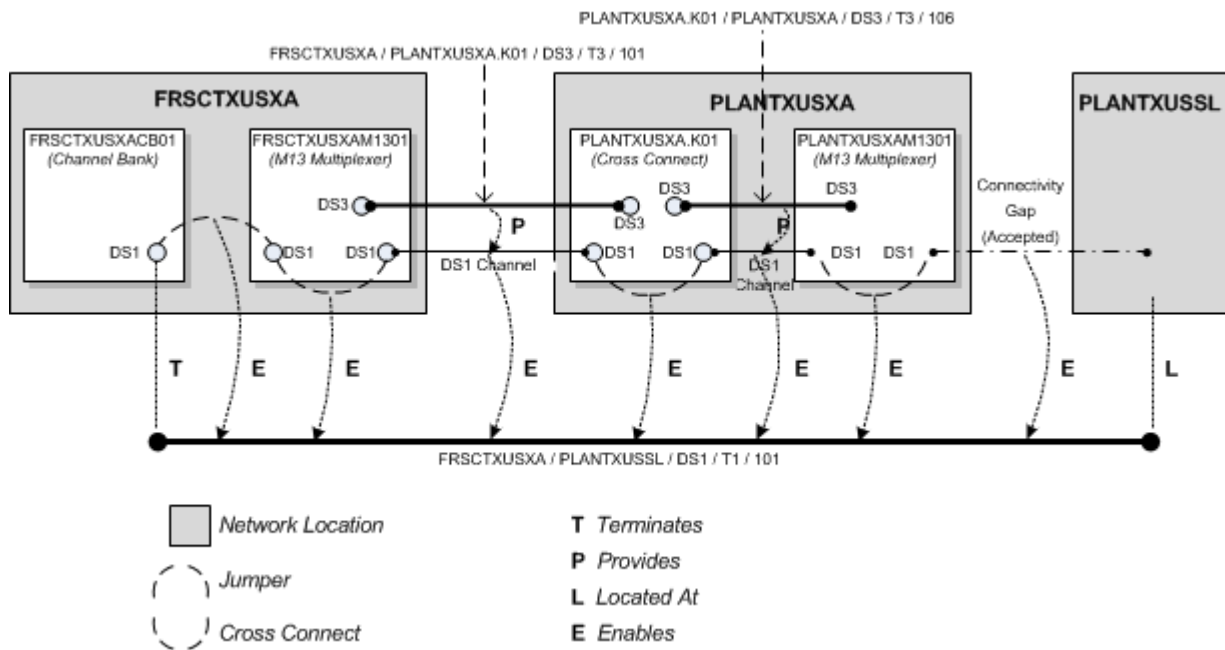 PLANTXUSXA.K01 / PLANTXUSXA / DS3 / T3 / 106
FRSCTXUSXA / PLANTXUSXA.K01 / DS3 / T3 / 101
FRSCTXUSXA
PLANTXUSXA
PLANTXUSSL
FRSCTXUSXACB01
(Channel Bank)
FRSCTXUSXAM1301
(M13 Multiplexer)
PLANTXUSXA.K01
(Cross Connect)
PLANTXUSXAM1301
(M13 Multiplexer)
DS3
DS3
DS3
DS3
Connectivity
Gap
(Accepted)
P
P
DS1
DS1
DS1
DS1
DS1
DS1
DS1
DS1 Channel
DS1
Channel
T
E
E
E
E
E
E
E
L
FRSCTXUSXA / PLANTXUSSL / DS1 / T1 / 101
Network Location
Jumper
Cross Connect
T Terminates
P Provides
L Located At
E Enables